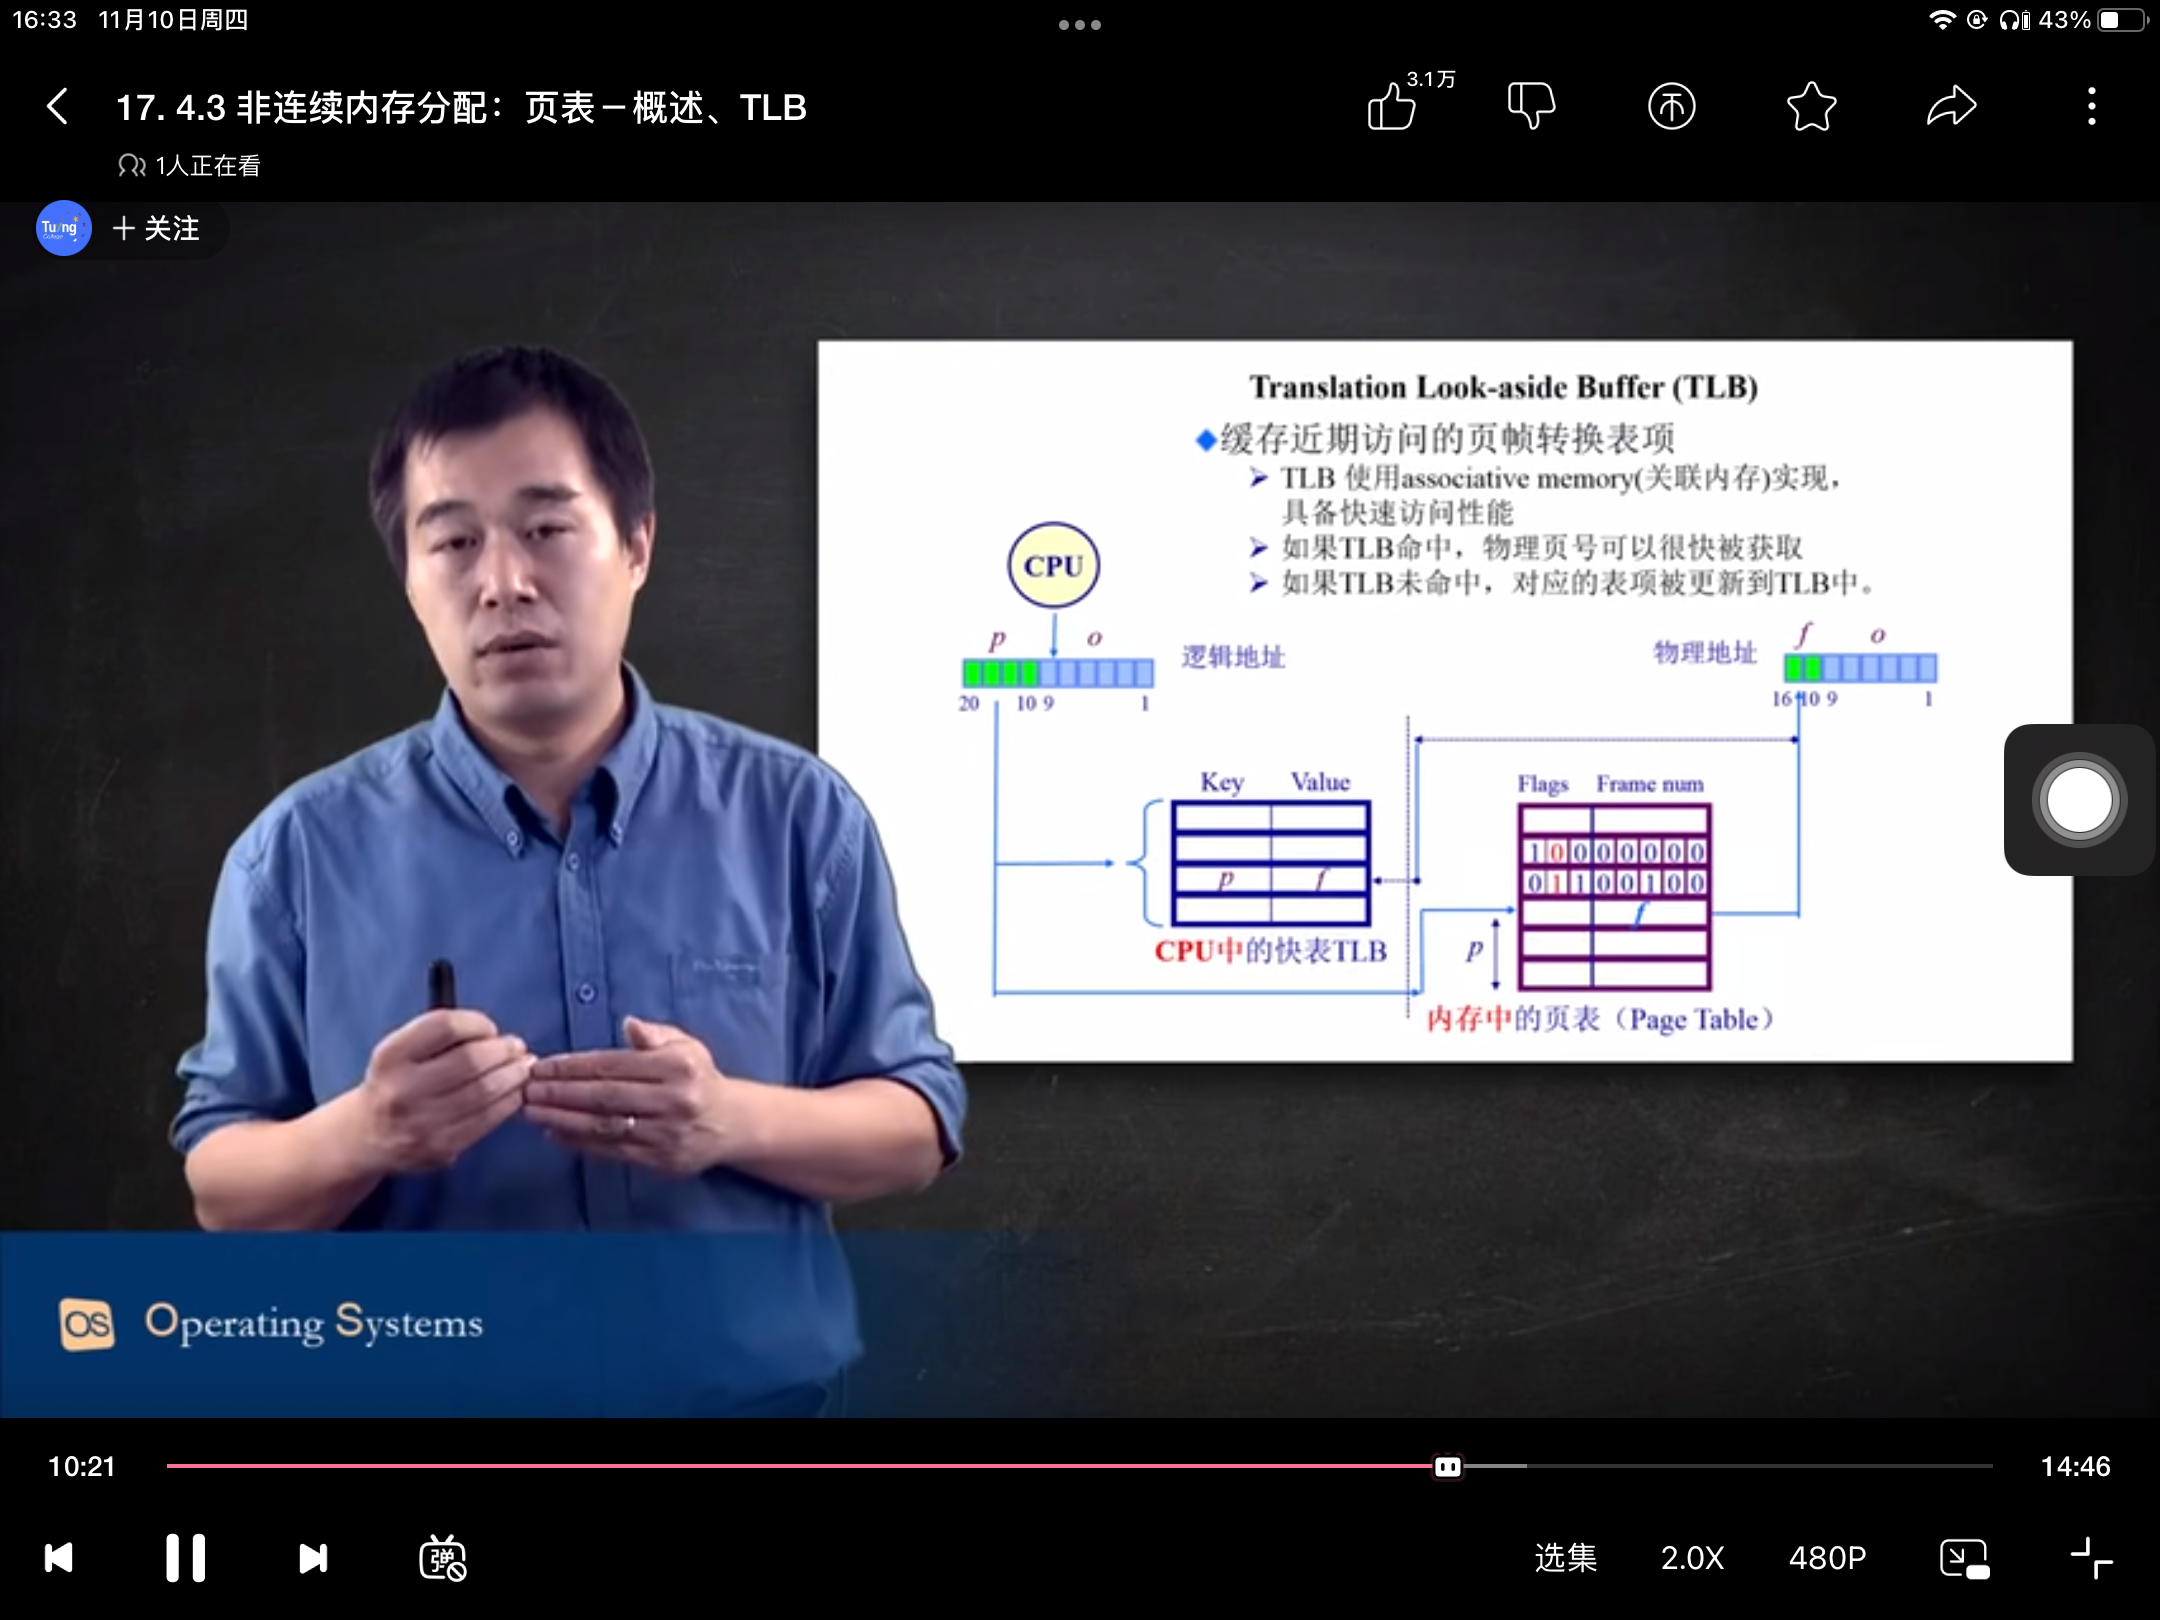 16:33 11月10日周四
43%
17. 4.3 非连续内存分配：页表－概述、TLB
3.1万
1人正在看
Tu/ng
+ 关注
Translation Look-aside Buffer (TLB)
◆缓存近期访问的页帧转换表项
➢ TLB 使用associative memory(关联内存)实现，
具备快速访问性能
➢ 如果TLB命中，物理页号可以很快被获取
➢ 如果TLB未命中，对应的表项被更新到TLB中。
CPU
p o 逻辑地址
20 10 9 1
物理地址 f o
16 10 9 1
Key Value
p f
CPU中的快表TLB
Flags Frame num
1 0 0 0 0 0 0 0
0 1 1 0 0 1 0 0
f
p
内存中的页表（Page Table）
OS Operating Systems
10:21 14:46
弹 选集 2.0X 480P